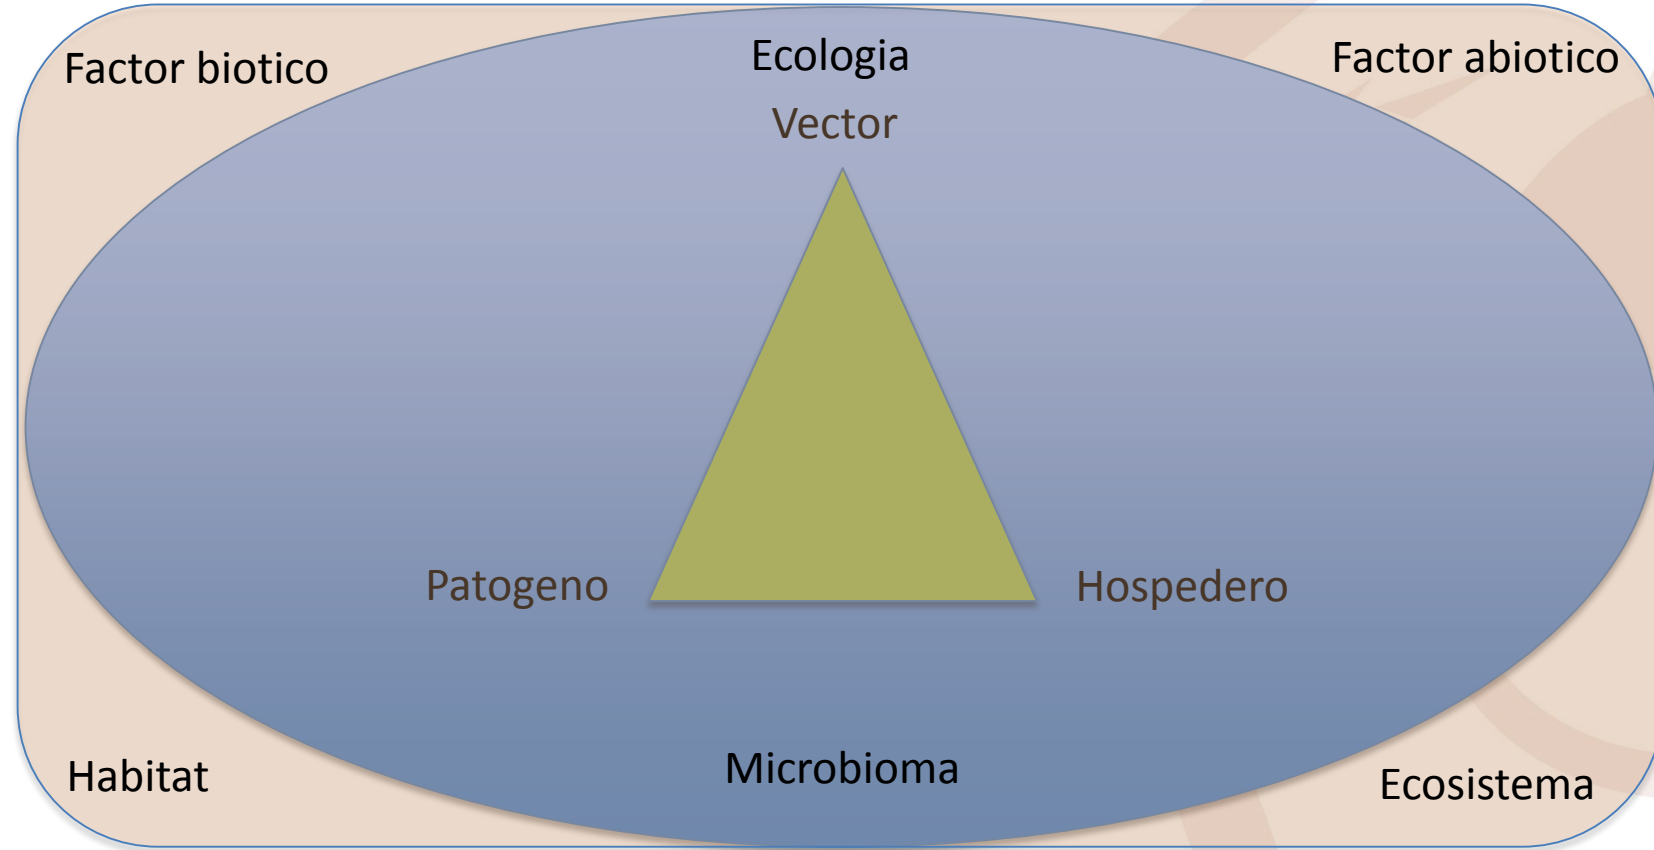 Factor biotico
Ecologia
Factor abiotico
Vector
Patogeno
Hospedero
Habitat
Microbioma
Ecosistema